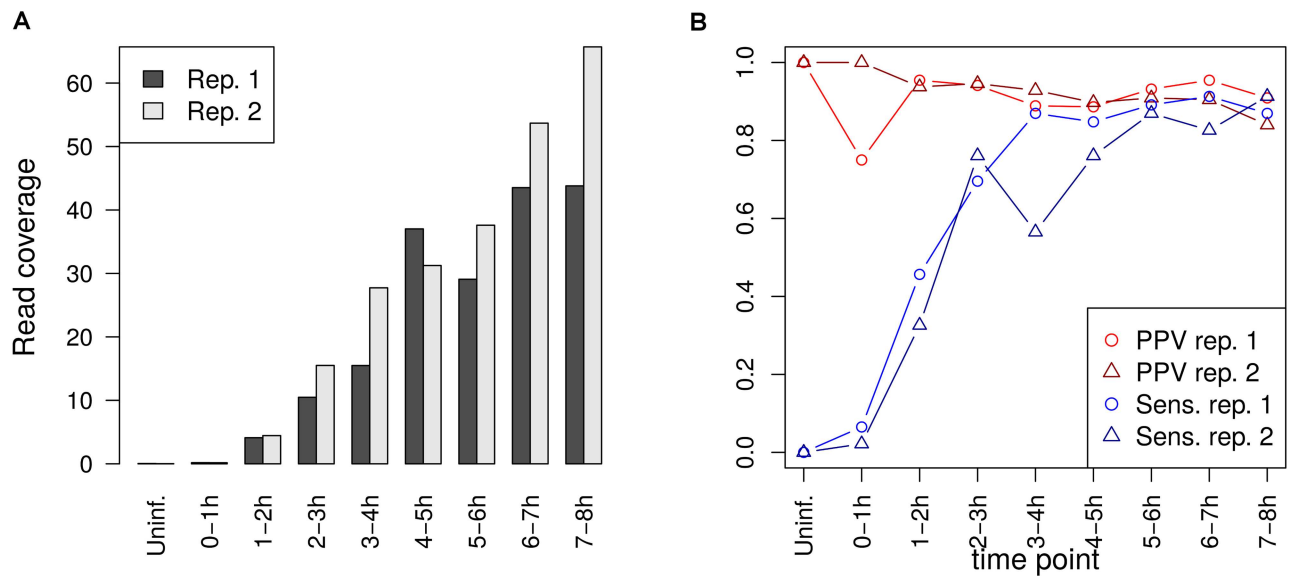 A
Rep. 1
Rep. 2
Read coverage
60
50
40
30
20
10
0
Uninf.
0−1h
1−2h
2−3h
3−4h
4−5h
5−6h
6−7h
7−8h
B
1.0
0.8
0.6
0.4
0.2
0.0
PPV rep. 1
PPV rep. 2
Sens. rep. 1
Sens. rep. 2
Uninf.
0−1h
1−2h
2−3h
3−4h
4−5h
5−6h
6−7h
7−8h
time point